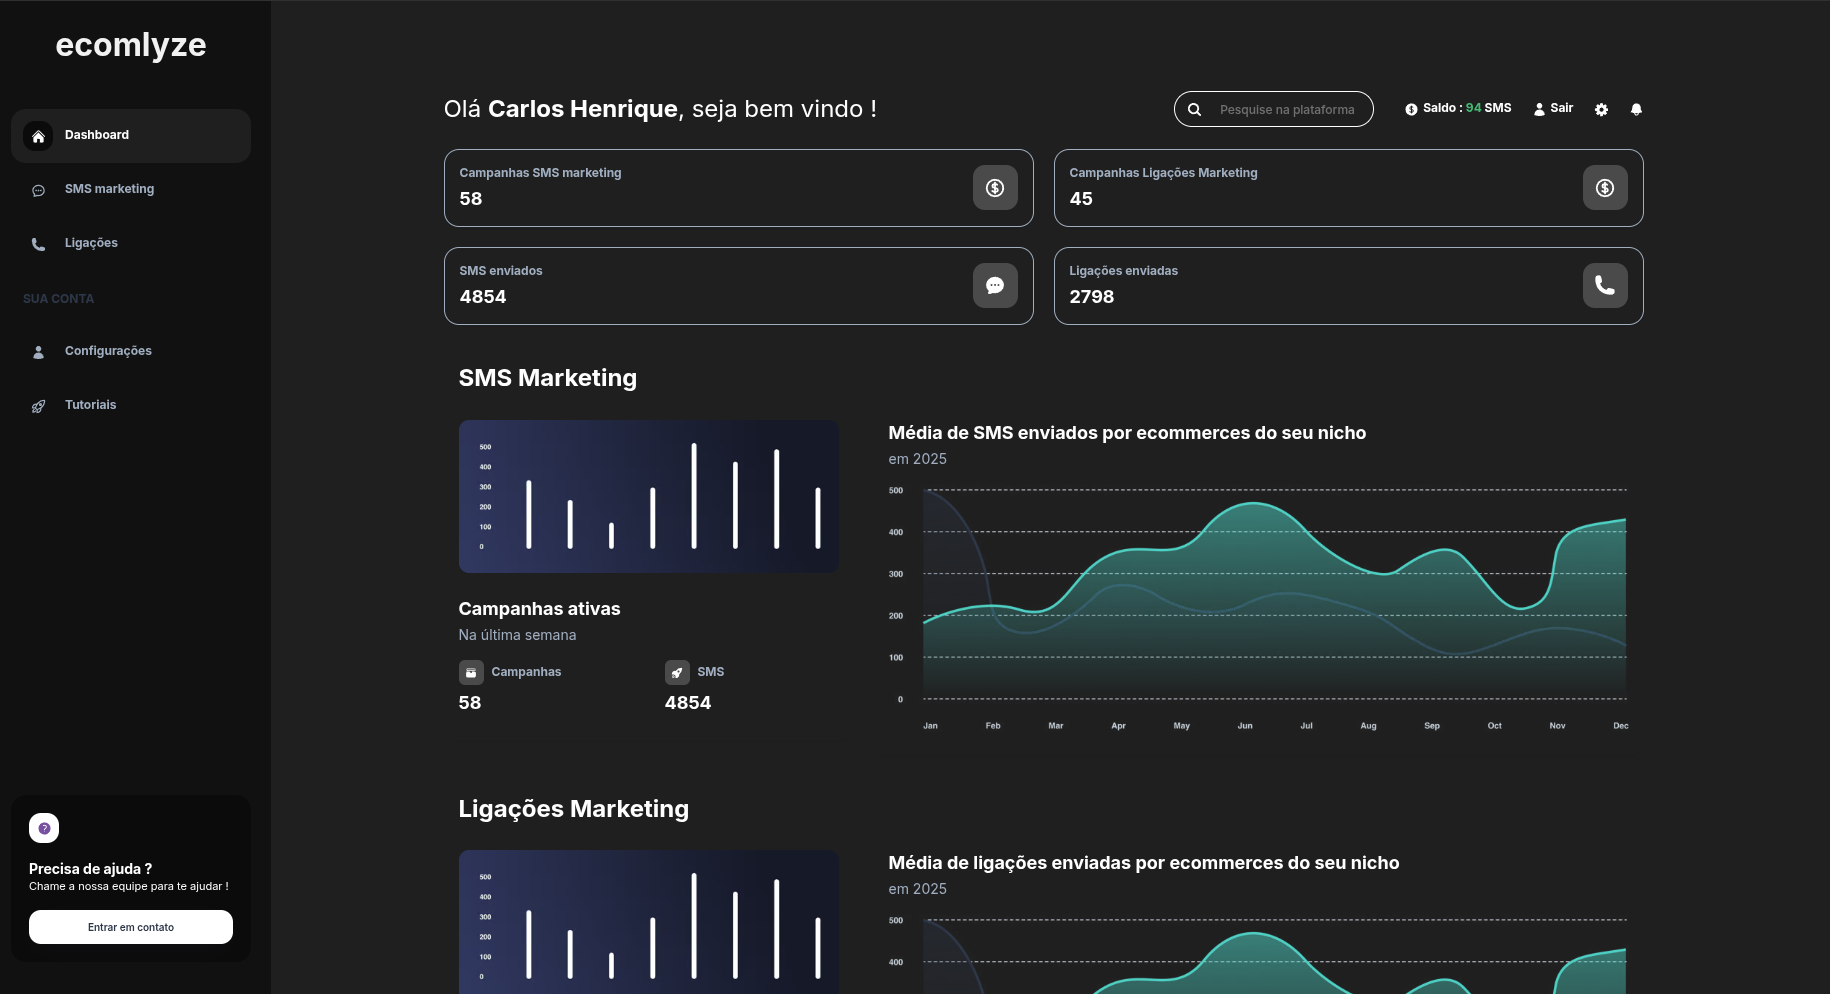 ecomlyze
Dashboard
SMS marketing
Ligações
SUA CONTA
Configurações
Tutoriais
Precisa de ajuda ?
Chame a nossa equipe para te ajudar !
Entrar em contato
Olá Carlos Henrique, seja bem vindo !
Pesquise na plataforma
Saldo : 94 SMS
Sair
Campanhas SMS marketing
58
Campanhas Ligações Marketing
45
SMS enviados
4854
Ligações enviadas
2798
SMS Marketing
500
400
300
200
100
0
Campanhas ativas
Na última semana
Campanhas
58
SMS
4854
Média de SMS enviados por ecommerces do seu nicho
em 2025
500
400
300
200
100
0
Jan Feb Mar Apr May Jun Jul Aug Sep Oct Nov Dec
Ligações Marketing
500
400
300
200
100
0
Média de ligações enviadas por ecommerces do seu nicho
em 2025
500
400